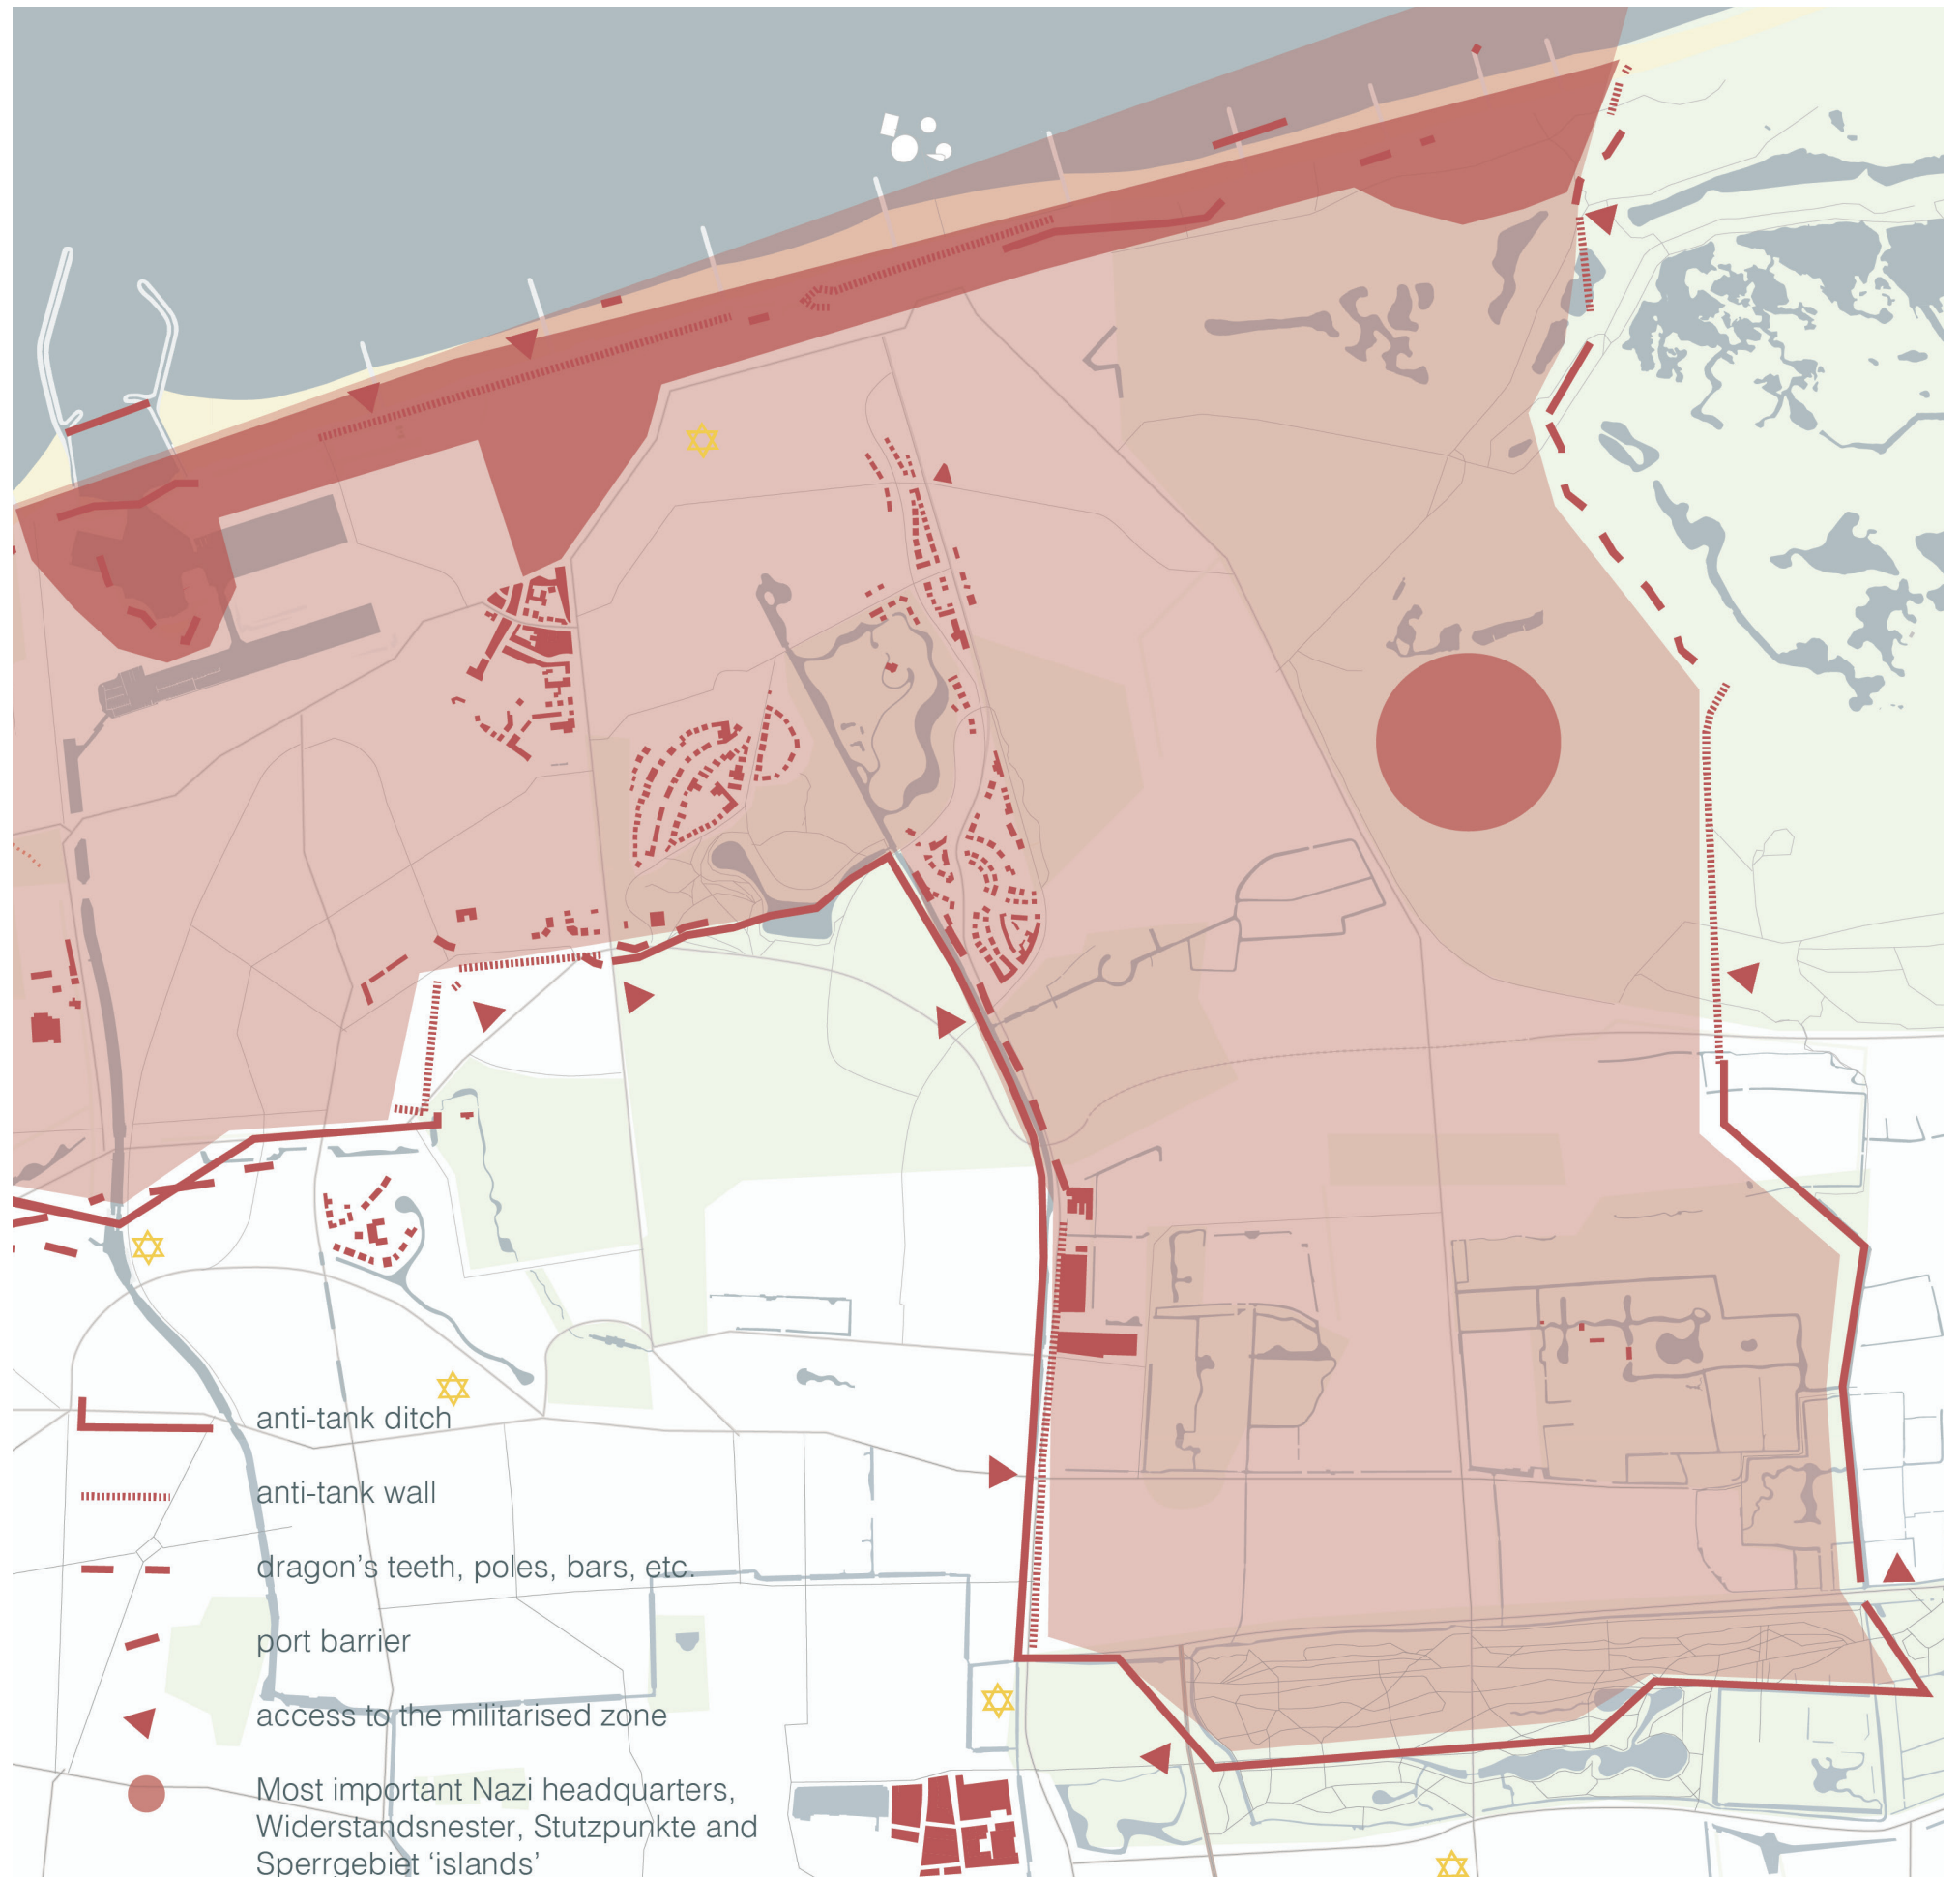 anti-tank ditch
anti-tank wall
dragon's teeth, poles, bars, etc.
port barrier
access to the militarised zone
Most important Nazi headquarters,
Widerstandsnester, Stutzpunkte and
Sperrgebiet 'islands'